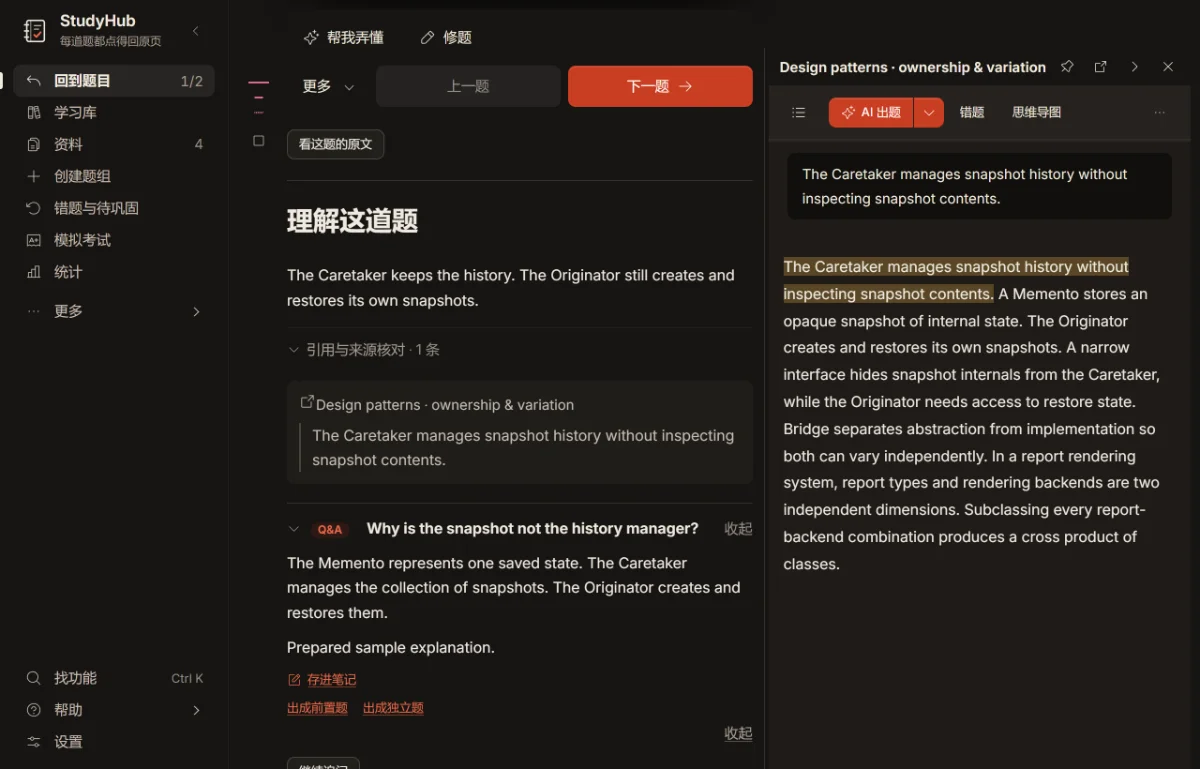 StudyHub
每道题都点得回原页
回到题目 1/2
学习库
资料 4
创建题组
错题与待巩固
模拟考试
统计
更多
找功能 Ctrl K
帮助
设置
帮我弄懂 修题
更多 上一题 下一题 →
看这题的原文
理解这道题
The Caretaker keeps the history. The Originator still creates and
restores its own snapshots.
引用与来源核对 · 1 条
Design patterns · ownership & variation
The Caretaker manages snapshot history without inspecting
snapshot contents.
Q&A Why is the snapshot not the history manager? 收起
The Memento represents one saved state. The Caretaker
manages the collection of snapshots. The Originator creates and
restores them.
Prepared sample explanation.
存进笔记
出成前置题 出成独立题
收起
继续追问
Design patterns · ownership & variation
AI 出题 错题 思维导图
The Caretaker manages snapshot history without
inspecting snapshot contents.
The Caretaker manages snapshot history without
inspecting snapshot contents. A Memento stores an
opaque snapshot of internal state. The Originator
creates and restores its own snapshots. A narrow
interface hides snapshot internals from the Caretaker,
while the Originator needs access to restore state.
Bridge separates abstraction from implementation so
both can vary independently. In a report rendering
system, report types and rendering backends are two
independent dimensions. Subclassing every report-
backend combination produces a cross product of
classes.